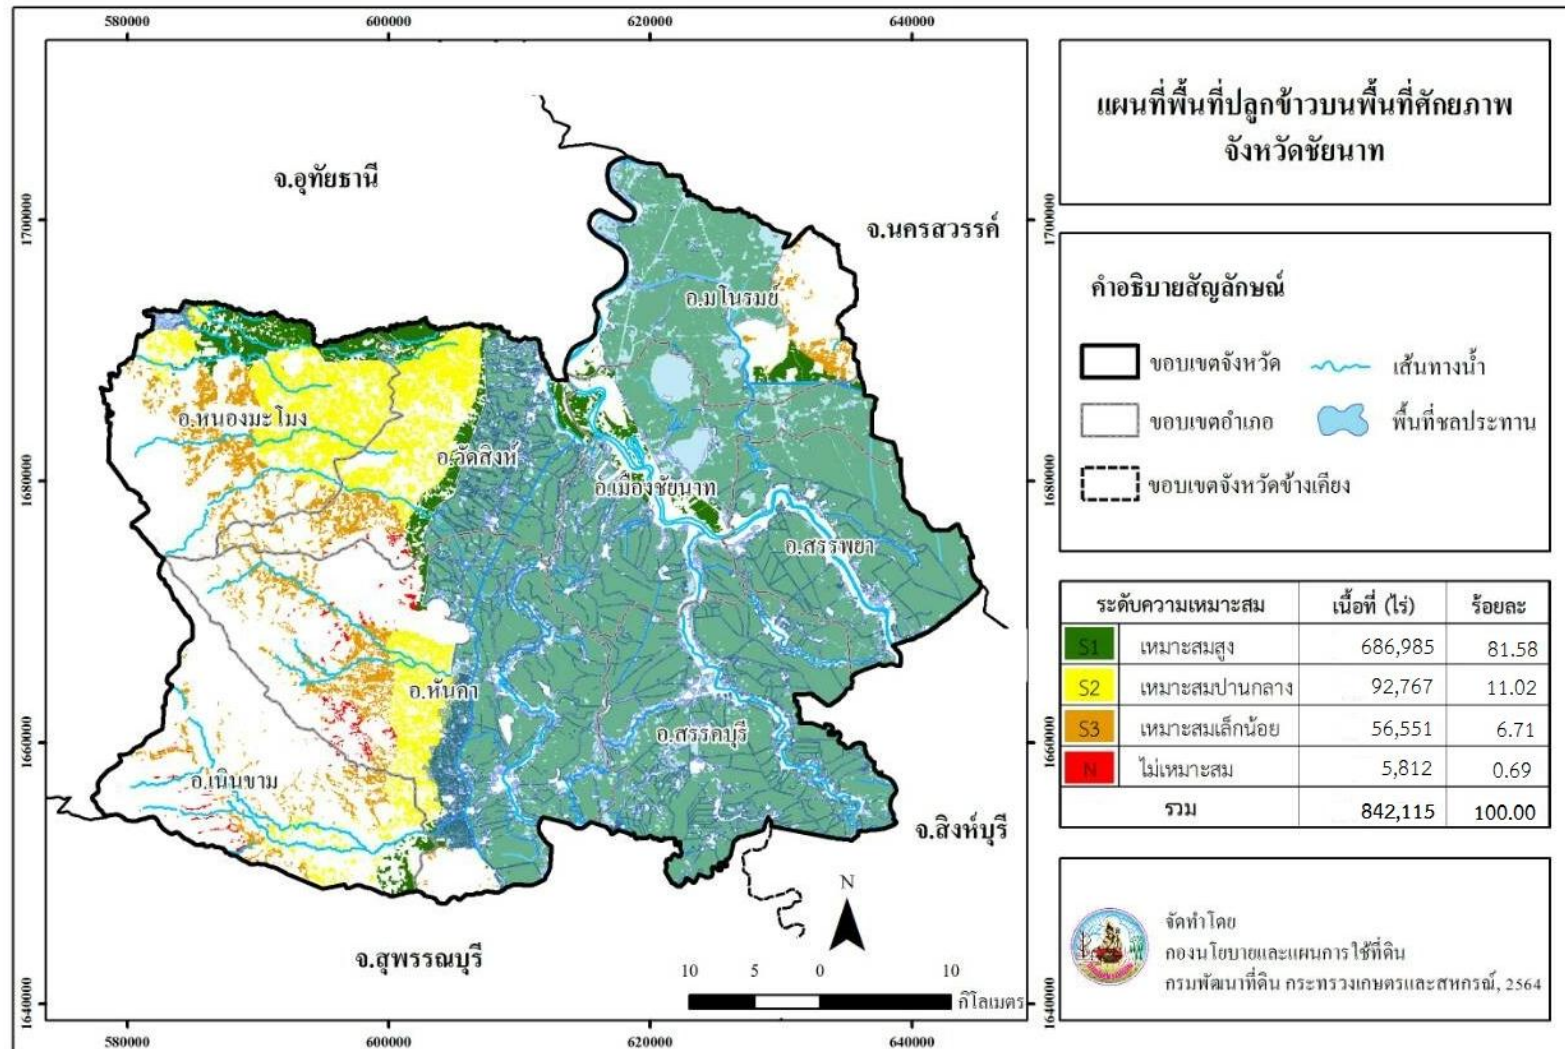 580000 600000 620000 640000
แผนที่พื้นที่ปลูกข้าวบนพื้นที่ศักยภาพ
จังหวัดชัยนาท
จ.อุทัยธานี
1700000
จ.นครสวรรค์
1700000
คำอธิบายสัญลักษณ์
อ.มโนรมย์
ขอบเขตจังหวัด
เส้นทางน้ำ
ขอบเขตอำเภอ
พื้นที่ชลประทาน
ขอบเขตจังหวัดข้างเคียง
อ.หนองมะโมง
อ.วัดสิงห์
1680000
อ.เมืองชัยนาท
1680000
อ.สรรพยา
ระดับความเหมาะสม เนื้อที่ (ไร่) ร้อยละ
S1 เหมาะสมสูง 686,985 81.58
S2 เหมาะสมปานกลาง 92,767 11.02
S3 เหมาะสมเล็กน้อย 56,551 6.71
N ไม่เหมาะสม 5,812 0.69
รวม 842,115 100.00
อ.หันคา
อ.สรรคบุรี
1660000
1660000
อ.เนินขาม
จ.สิงห์บุรี
N
จ.สุพรรณบุรี
10 5 0 10
กิโลเมตร
จัดทำโดย
กองนโยบายและแผนการใช้ที่ดิน
กรมพัฒนาที่ดิน กระทรวงเกษตรและสหกรณ์, 2564
1640000
1640000
580000 600000 620000 640000